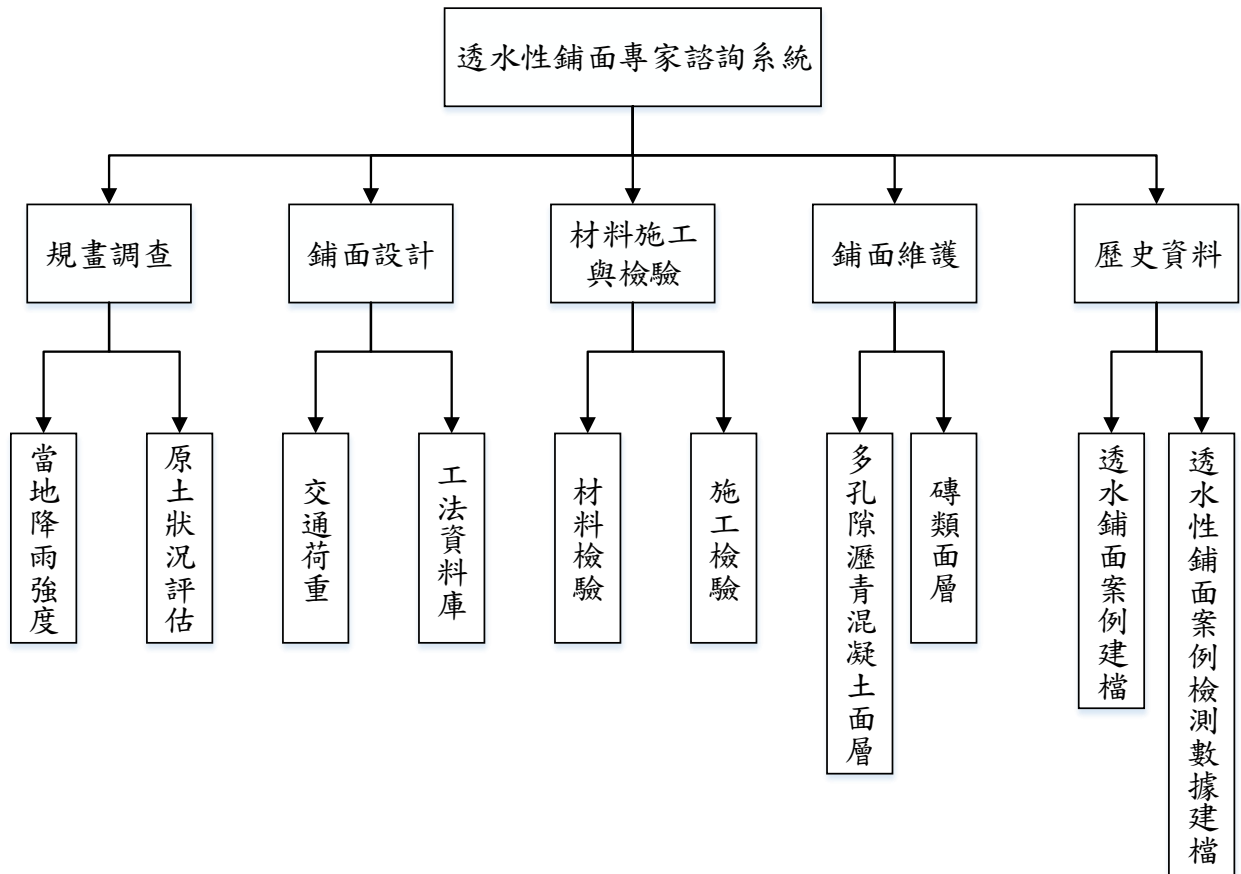 透水性鋪面專家諮詢系統
規畫調查
鋪面設計
材料施工
與檢驗
鋪面維護
歷史資料
當地降雨強度
原土狀況評估
交通荷重
工法資料庫
材料檢驗
施工檢驗
多孔隙瀝青混凝土面層
磚類面層
透水鋪面案例建檔
透水性鋪面案例檢測數據建檔